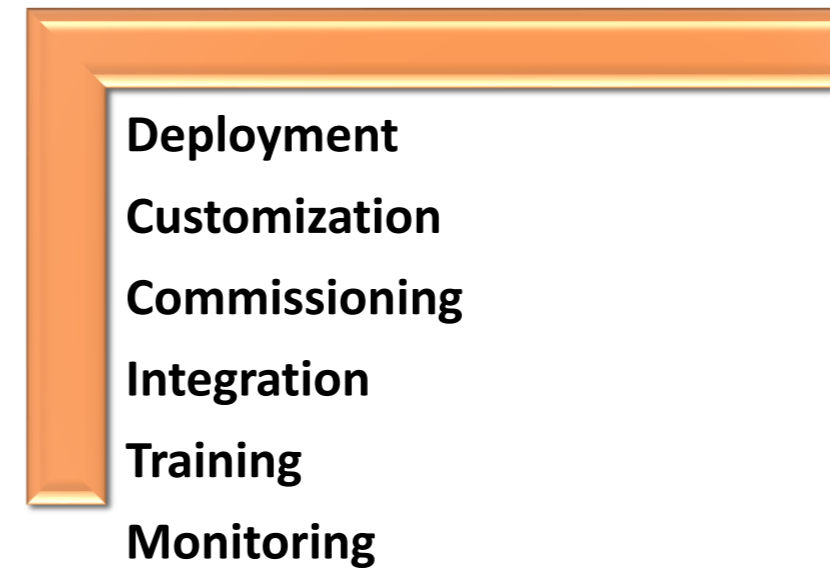 Deployment
Customization
Commissioning
Integration
Training
Monitoring